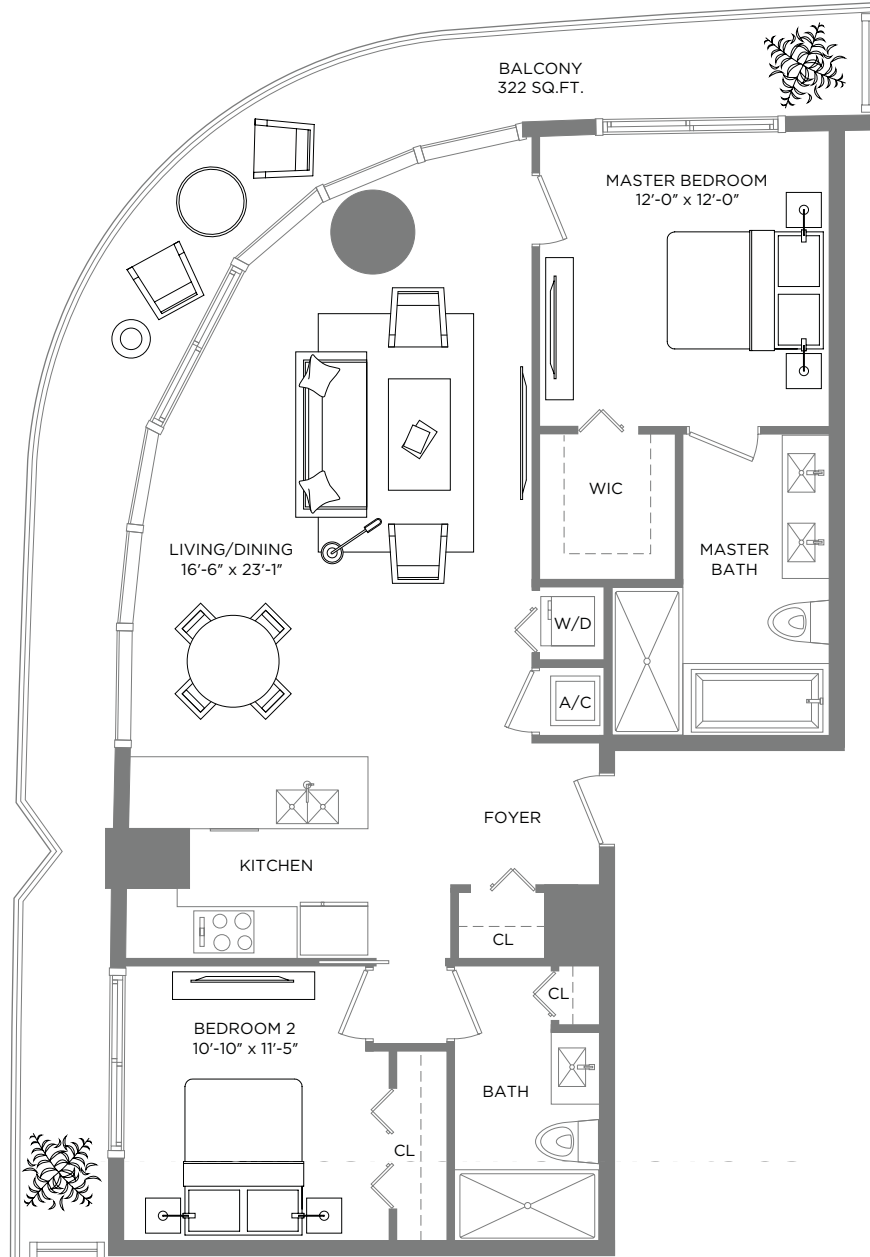 BALCONY
322 SQ.FT.
MASTER BEDROOM
12'-0" x 12'-0"
WIC
MASTER
BATH
LIVING/DINING
16'-6" x 23'-1"
W/D
A/C
FOYER
KITCHEN
CL
CL
BEDROOM 2
10'-10" x 11'-5"
BATH
CL